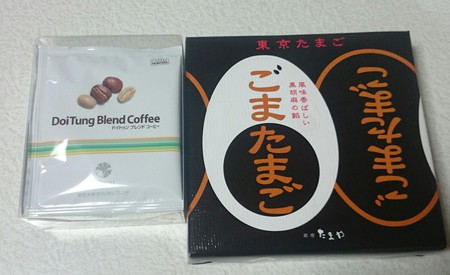 DoiTung Blend Coffee
ドイトゥン ブレンド コーヒー
東京たまご
風味香ばしい
黒胡麻の餡
ごまたまご
ごまたまご
銀座 たまや